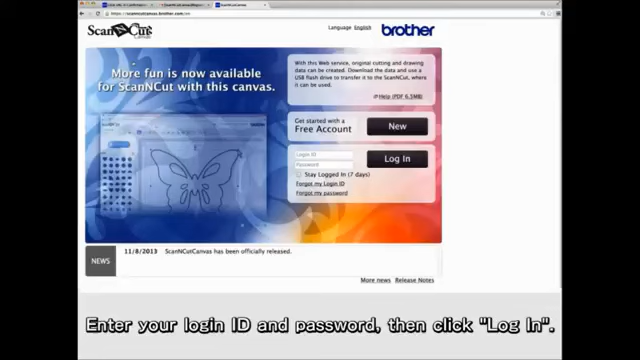 https://scanncutcanvas.brother.com/en
ScanNCut
Canvas
Language English
brother
More fun is now available
for ScanNCut with this canvas.
With this Web service, original cutting and drawing
data can be created. Download the data and use a
USB flash drive to transfer it to the ScanNCut, where
it can be used.
Help (PDF 6.5MB)
Get started with a
Free Account
New
Login ID
Password
Log In
Stay Logged In (7 days)
Forgot my Login ID
Forgot my password
NEWS
11/8/2013 ScanNCutCanvas has been officially released.
More news Release Notes
Enter your login ID and password, then click "Log In".